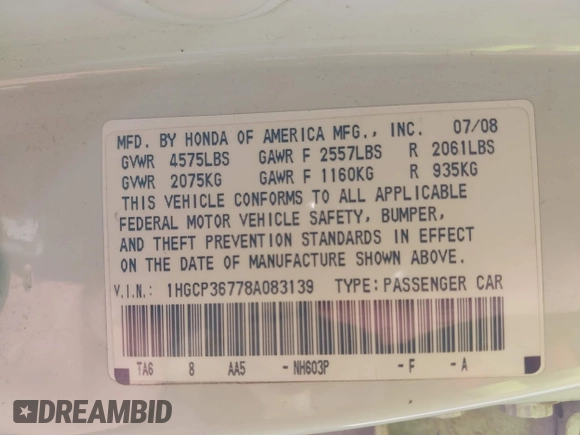 MFD. BY HONDA OF AMERICA MFG., INC. 07/08
GVWR 4575LBS GAWR F 2557LBS R 2061LBS
GVWR 2075KG GAWR F 1160KG R 935KG
THIS VEHICLE CONFORMS TO ALL APPLICABLE
FEDERAL MOTOR VEHICLE SAFETY, BUMPER,
AND THEFT PREVENTION STANDARDS IN EFFECT
ON THE DATE OF MANUFACTURE SHOWN ABOVE.
V.I.N.: 1HGCP36778A083139 TYPE: PASSENGER CAR
TA6 8 AA5 -NH603P -F -A
DREAMBID